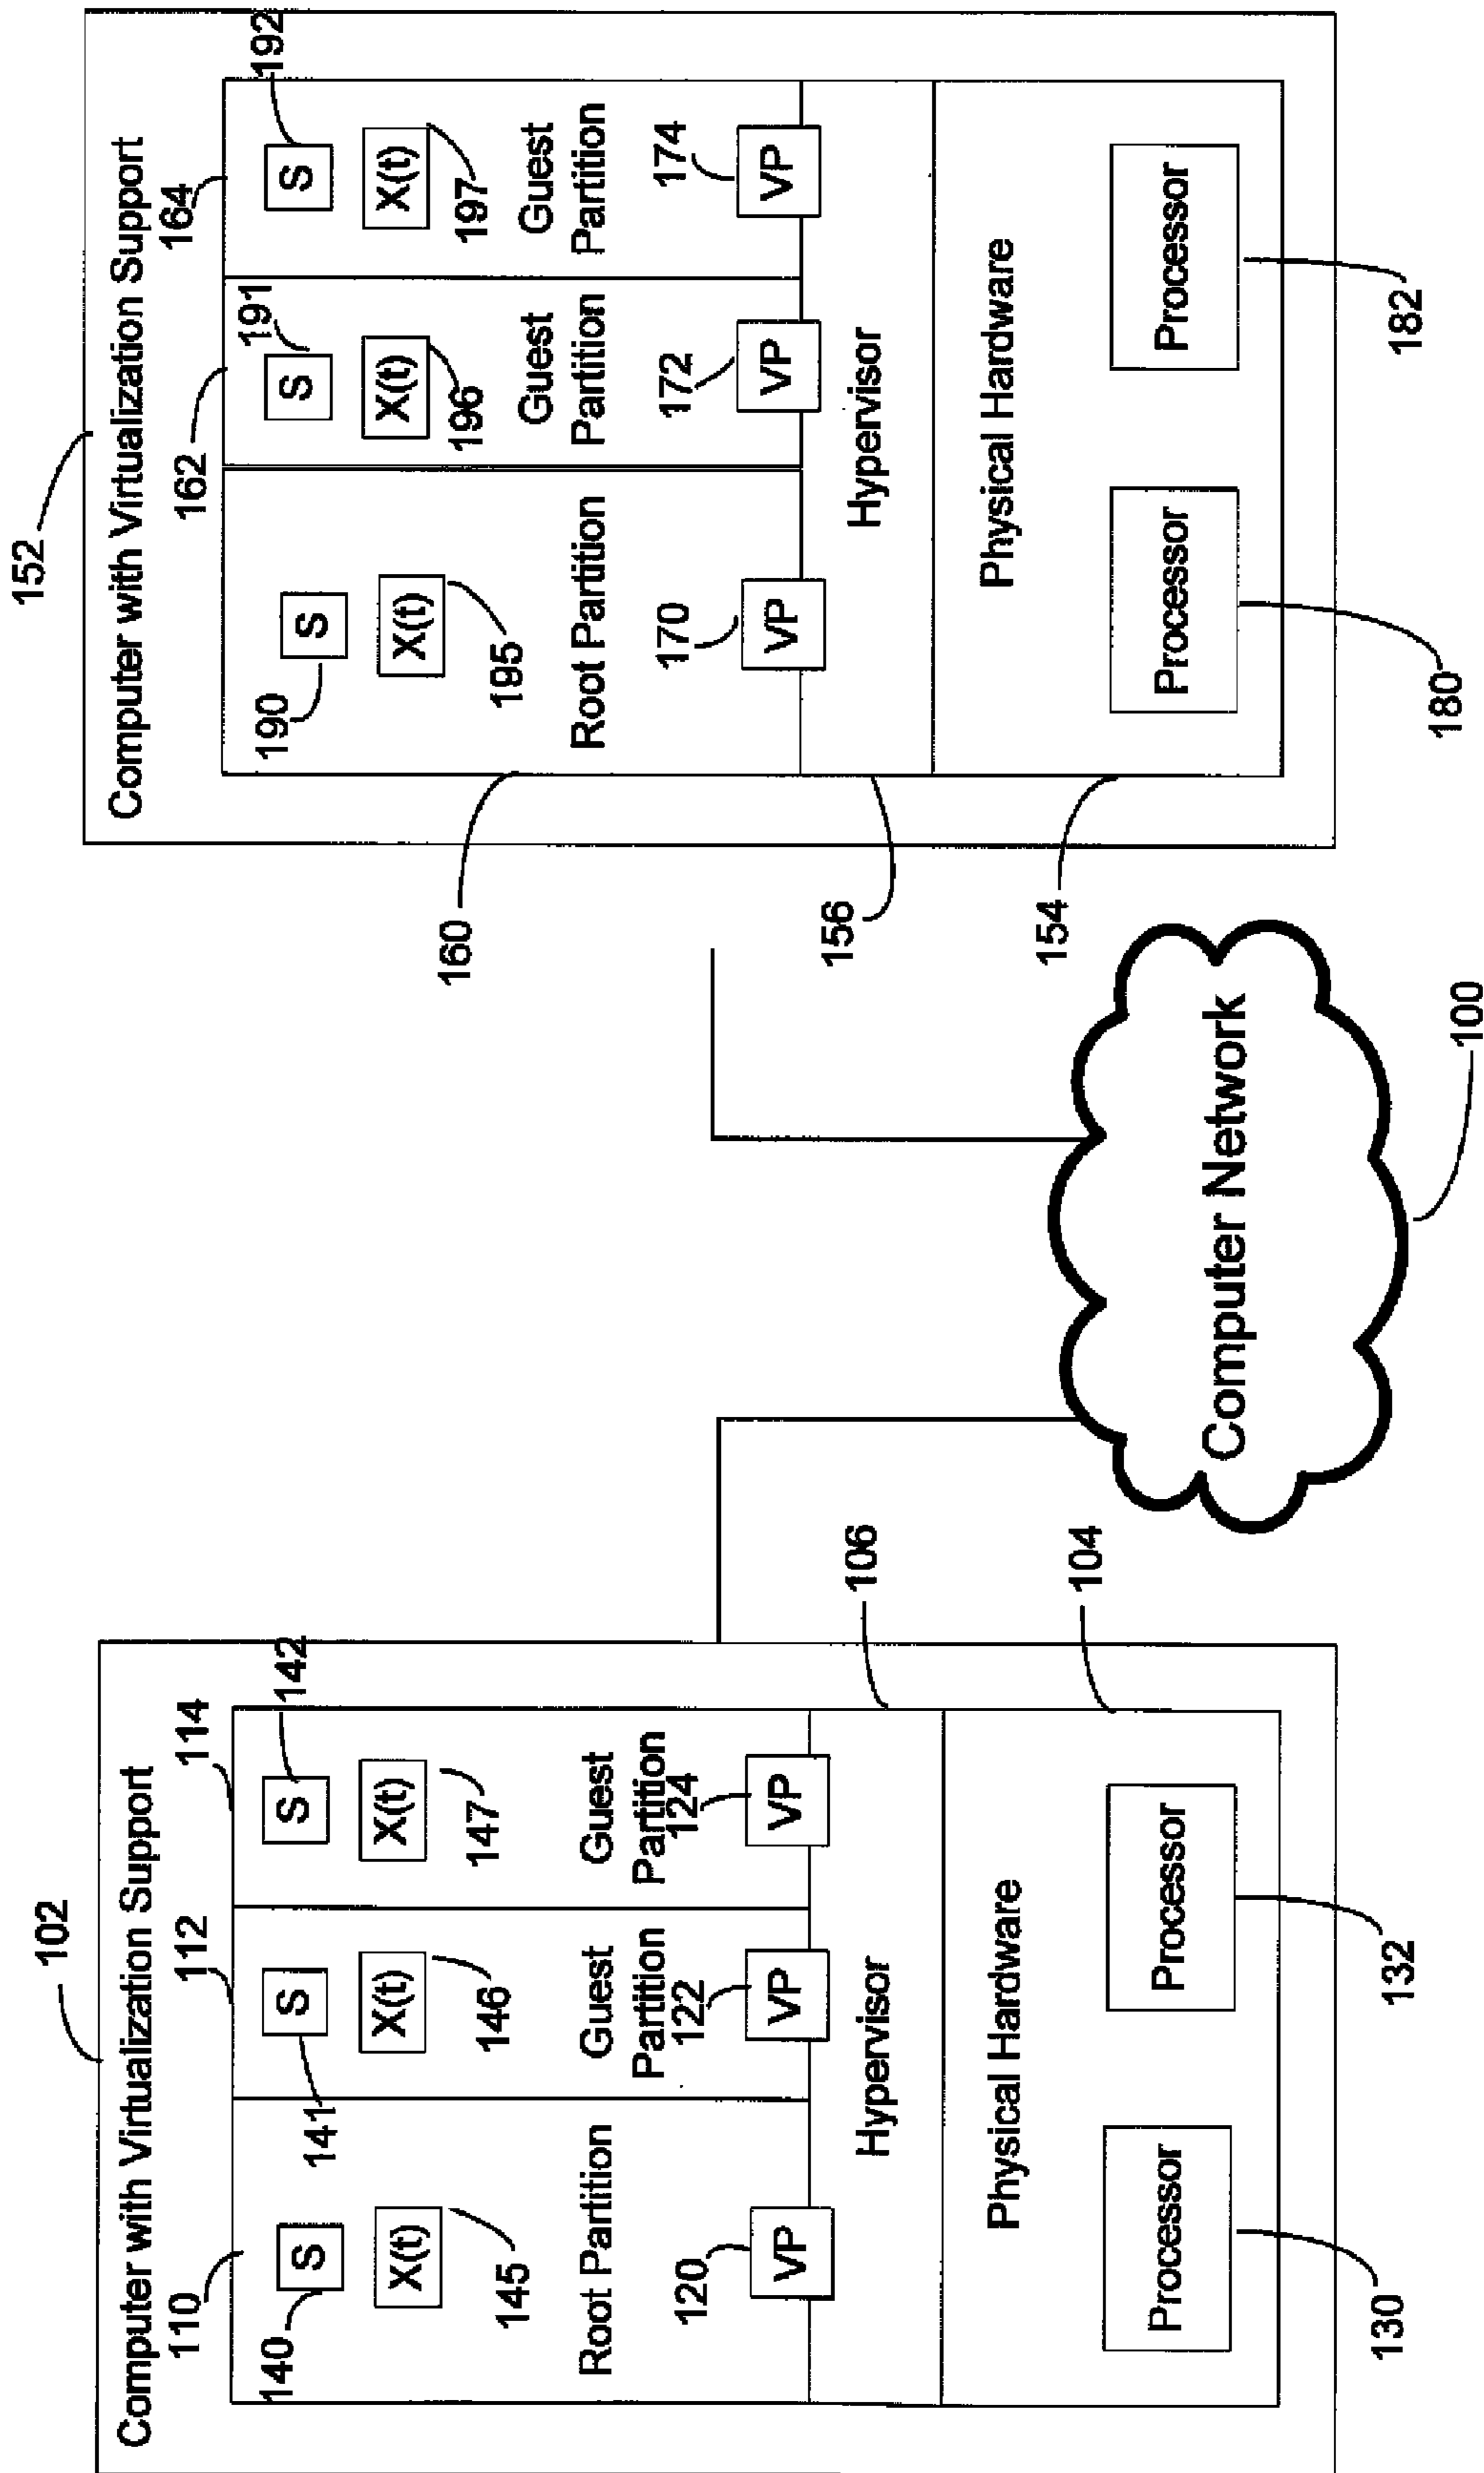 102
Computer with Virtualization Support
110
112
114
140
S
141
S
S
142
X(t)
X(t)
X(t)
145
146
147
Root Partition
Guest
Partition
Guest
Partition
120
122
124
VP
VP
VP
Hypervisor
106
Physical Hardware
104
Processor
Processor
130
132
152
Computer with Virtualization Support
162
164
190
S
191
S
S
192
X(t)
X(t)
X(t)
195
196
197
Root Partition
Guest
Partition
Guest
Partition
160
170
172
174
VP
VP
VP
Hypervisor
156
Physical Hardware
154
Processor
Processor
180
182
Computer Network
100